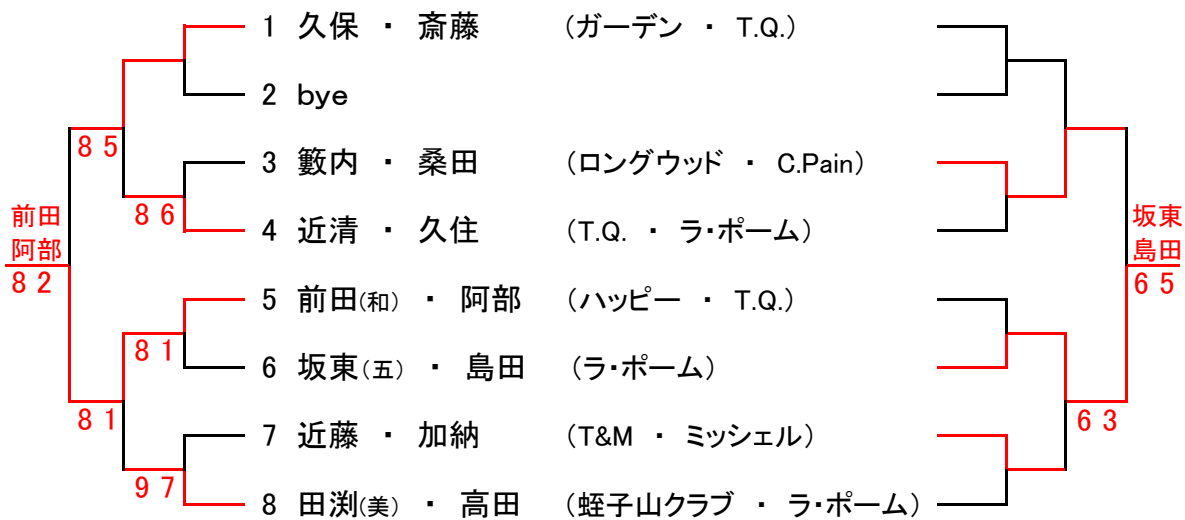 1 久保 ・ 斎藤 (ガーデン ・ T.Q.)
2 bye
8 5
3 籔内 ・ 桑田 (ロングウッド ・ C.Pain)
8 6
4 近清 ・ 久住 (T.Q. ・ ラ・ポーム)
前田
阿部
8 2
坂東
島田
6 5
5 前田(和) ・ 阿部 (ハッピー ・ T.Q.)
8 1
6 坂東(五) ・ 島田 (ラ・ポーム)
8 1
6 3
7 近藤 ・ 加納 (T&M ・ ミッシェル)
9 7
8 田渕(美) ・ 高田 (蛭子山クラブ ・ ラ・ポーム)